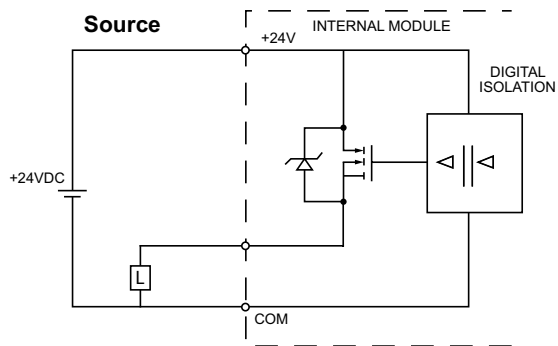 Source
INTERNAL MODULE
+24V
DIGITAL
ISOLATION
+24VDC
L
COM